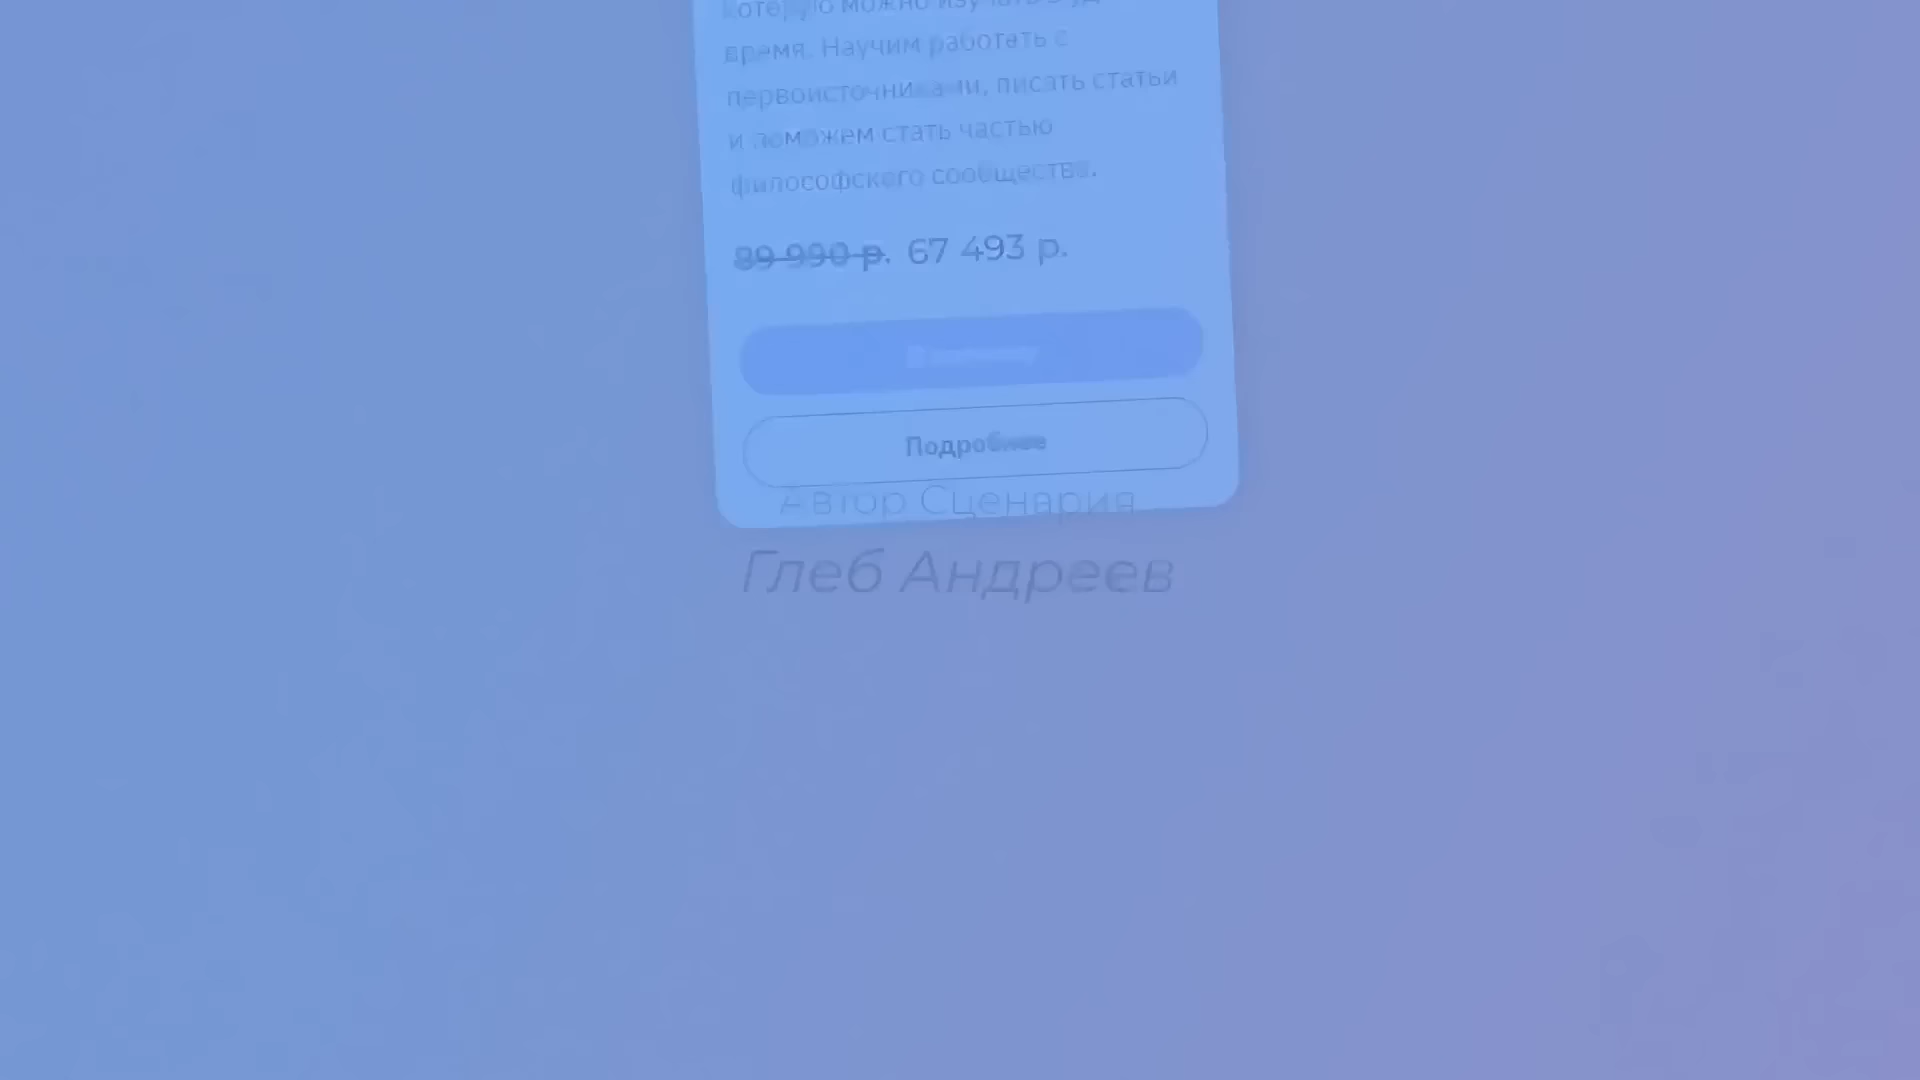 можно
время. Научим работать с
первоисточниками, писать статьи
и поможем стать частью
философского сообщества.
89 990 р. 67 493 р.
Подробнее
Автор Сценария
Глеб Андреев